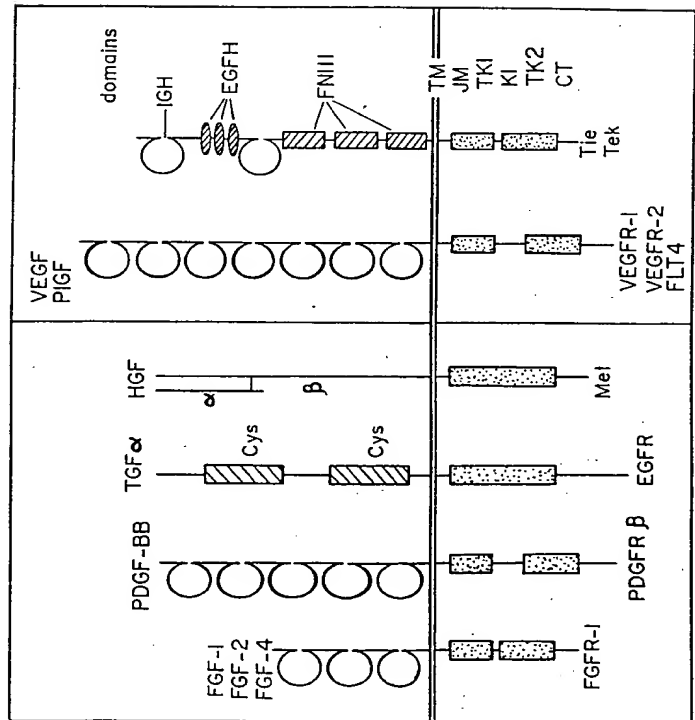 FGF-1
FGF-2
FGF-4
PDGF-BB
TGFα
HGF
VEGF
PIGF
domains
IGH
EGFH
FNIII
α
β
Cys
Cys
TM
JM
TK1
KI
TK2
CT
FGFR-1
PDGFR β
EGFR
Met
VEGFR-1
VEGFR-2
FLT4
Tie
Tek